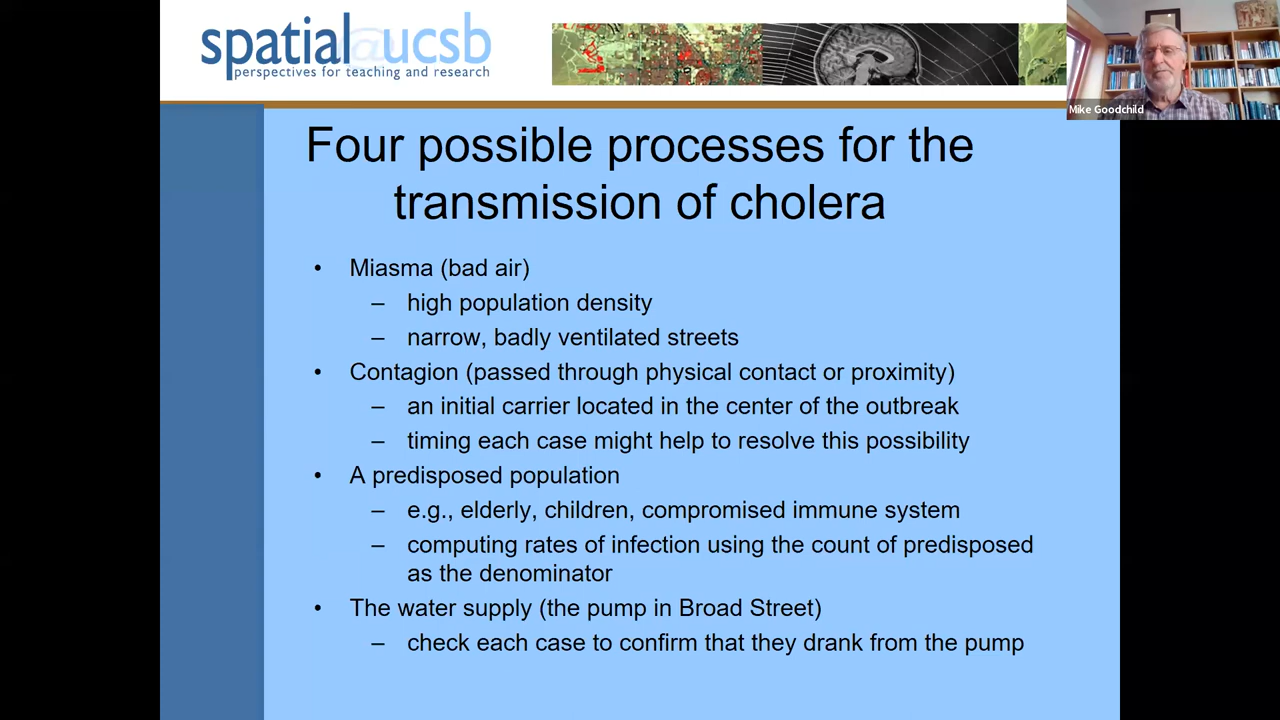 spatial@ucsb
perspectives for teaching and research
Mike Goodchild
Four possible processes for the
transmission of cholera
• Miasma (bad air)
– high population density
– narrow, badly ventilated streets
• Contagion (passed through physical contact or proximity)
– an initial carrier located in the center of the outbreak
– timing each case might help to resolve this possibility
• A predisposed population
– e.g., elderly, children, compromised immune system
– computing rates of infection using the count of predisposed
as the denominator
• The water supply (the pump in Broad Street)
– check each case to confirm that they drank from the pump